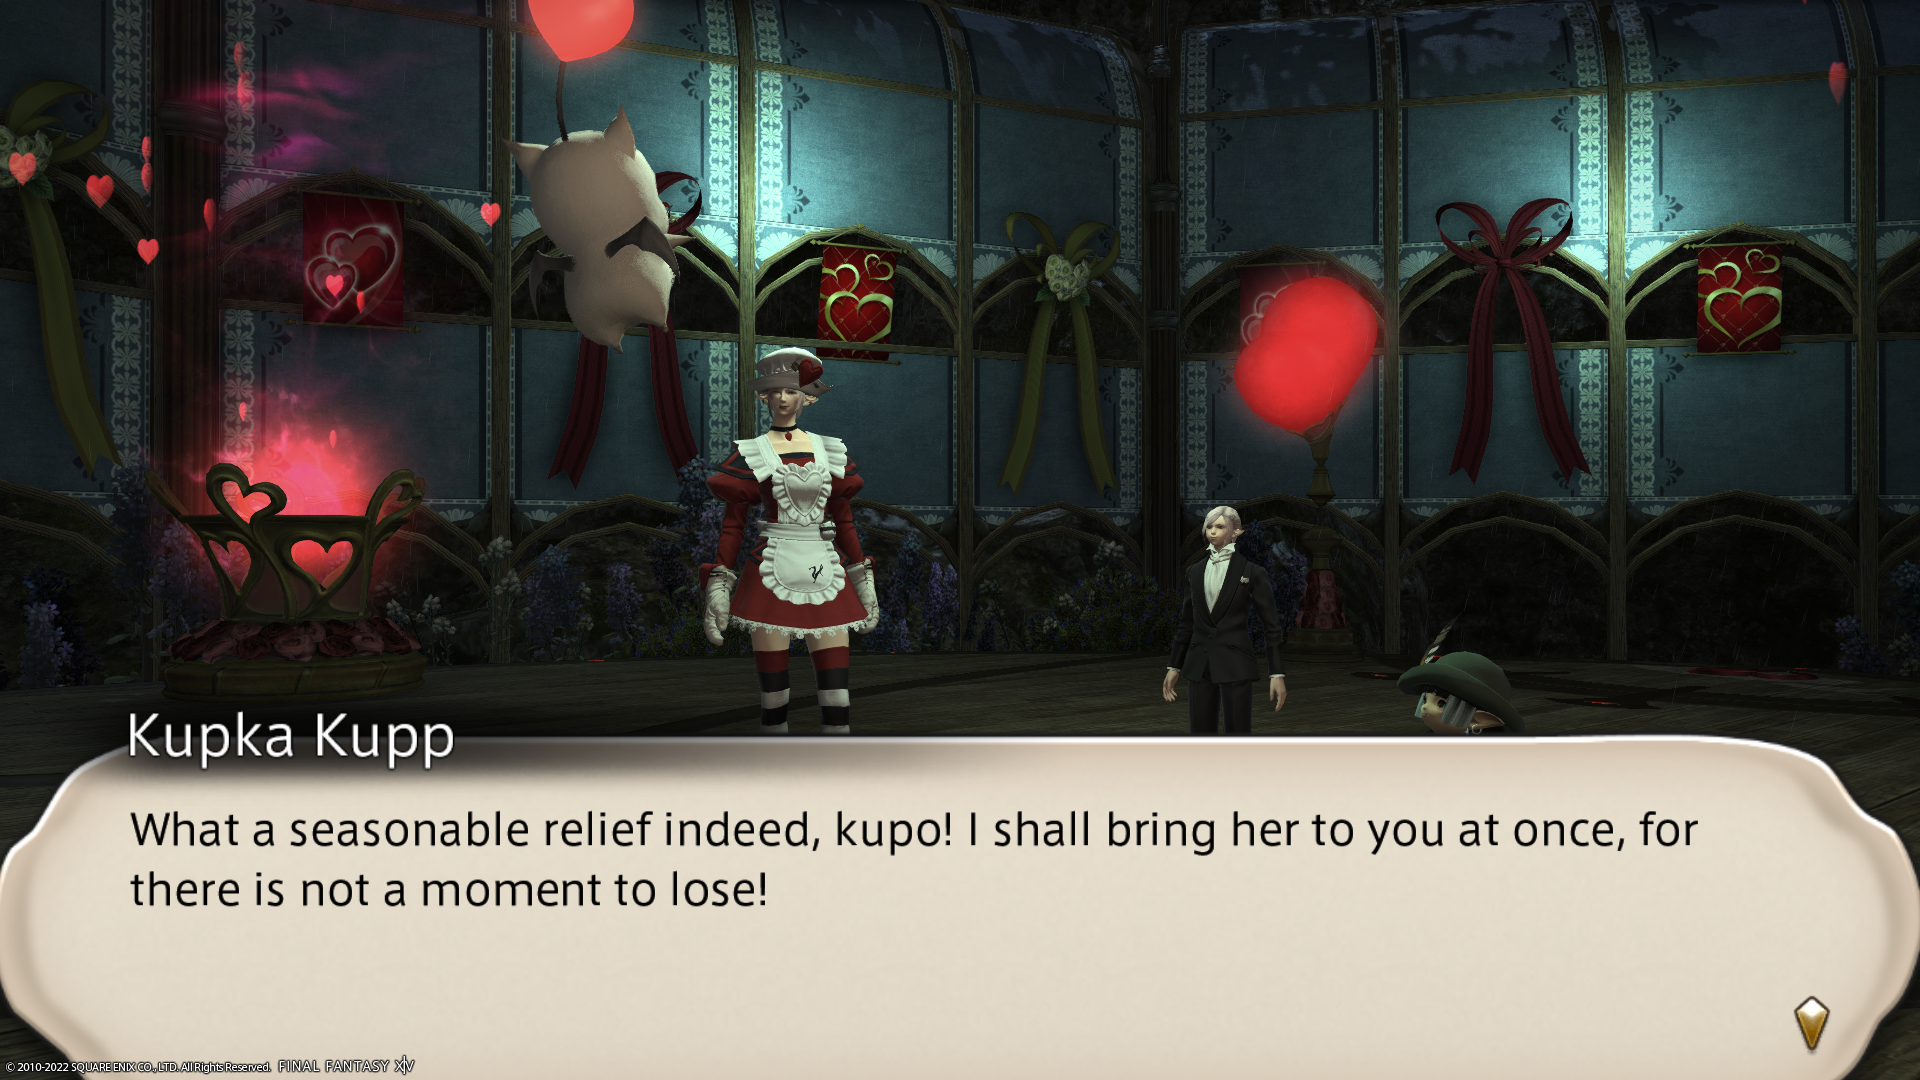 Kupka Kupp
What a seasonable relief indeed, kupo! I shall bring her to you at once, for
there is not a moment to lose!
© 2010-2022 SQUARE ENIX CO., LTD. All Rights Reserved. FINAL FANTASY XIV